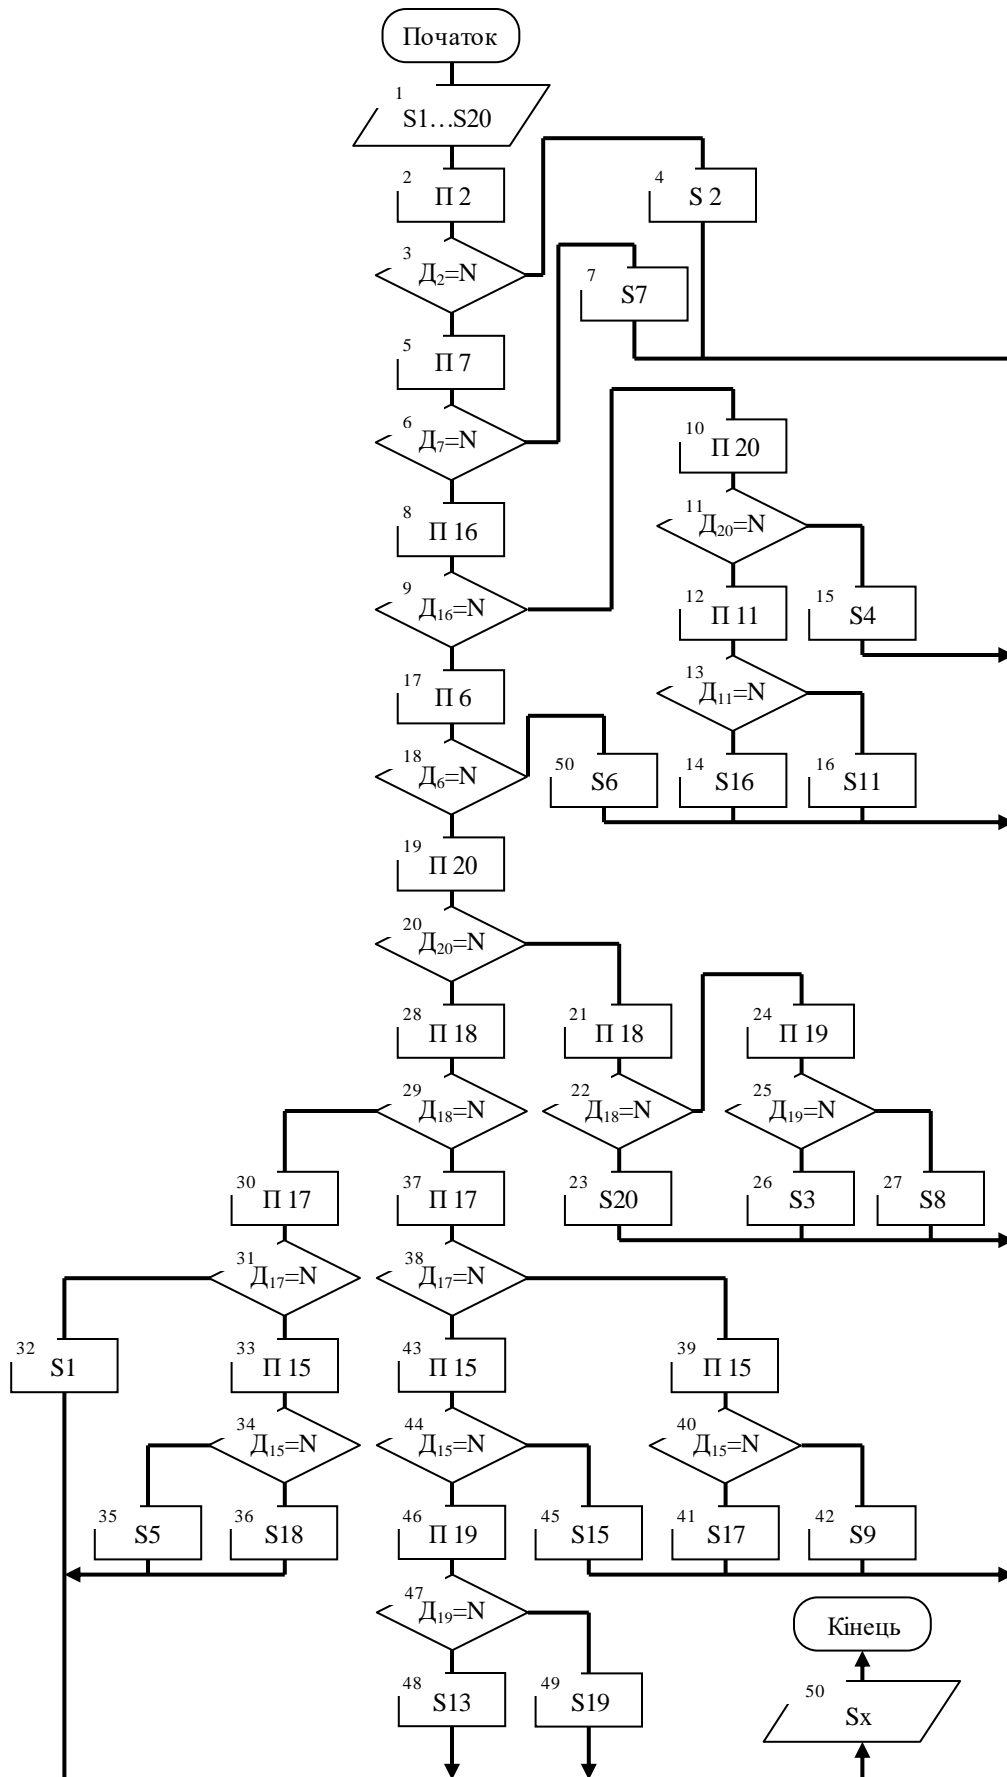 Початок
1
S1...S20
2
П 2
4
S 2
3
Д₂=N
7
S7
5
П 7
6
Д₇=N
10
П 20
8
П 16
11
Д₂₀=N
9
Д₁₆=N
12
П 11
15
S4
17
П 6
13
Д₁₁=N
18
Д₆=N
50
S6
14
S16
16
S11
19
П 20
20
Д₂₀=N
28
П 18
21
П 18
24
П 19
29
Д₁₈=N
22
Д₁₈=N
25
Д₁₉=N
30
П 17
37
П 17
23
S20
26
S3
27
S8
31
Д₁₇=N
38
Д₁₇=N
32
S1
33
П 15
43
П 15
39
П 15
34
Д₁₅=N
44
Д₁₅=N
40
Д₁₅=N
35
S5
36
S18
46
П 19
45
S15
41
S17
42
S9
47
Д₁₉=N
Кінець
48
S13
49
S19
50
Sx